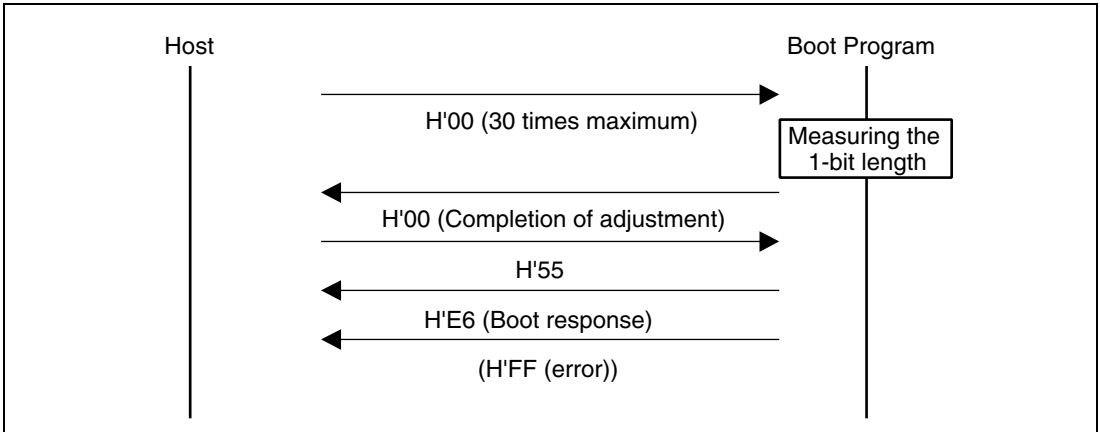 Host
Boot Program
H'00 (30 times maximum)
Measuring the
1-bit length
H'00 (Completion of adjustment)
H'55
H'E6 (Boot response)
(H'FF (error))